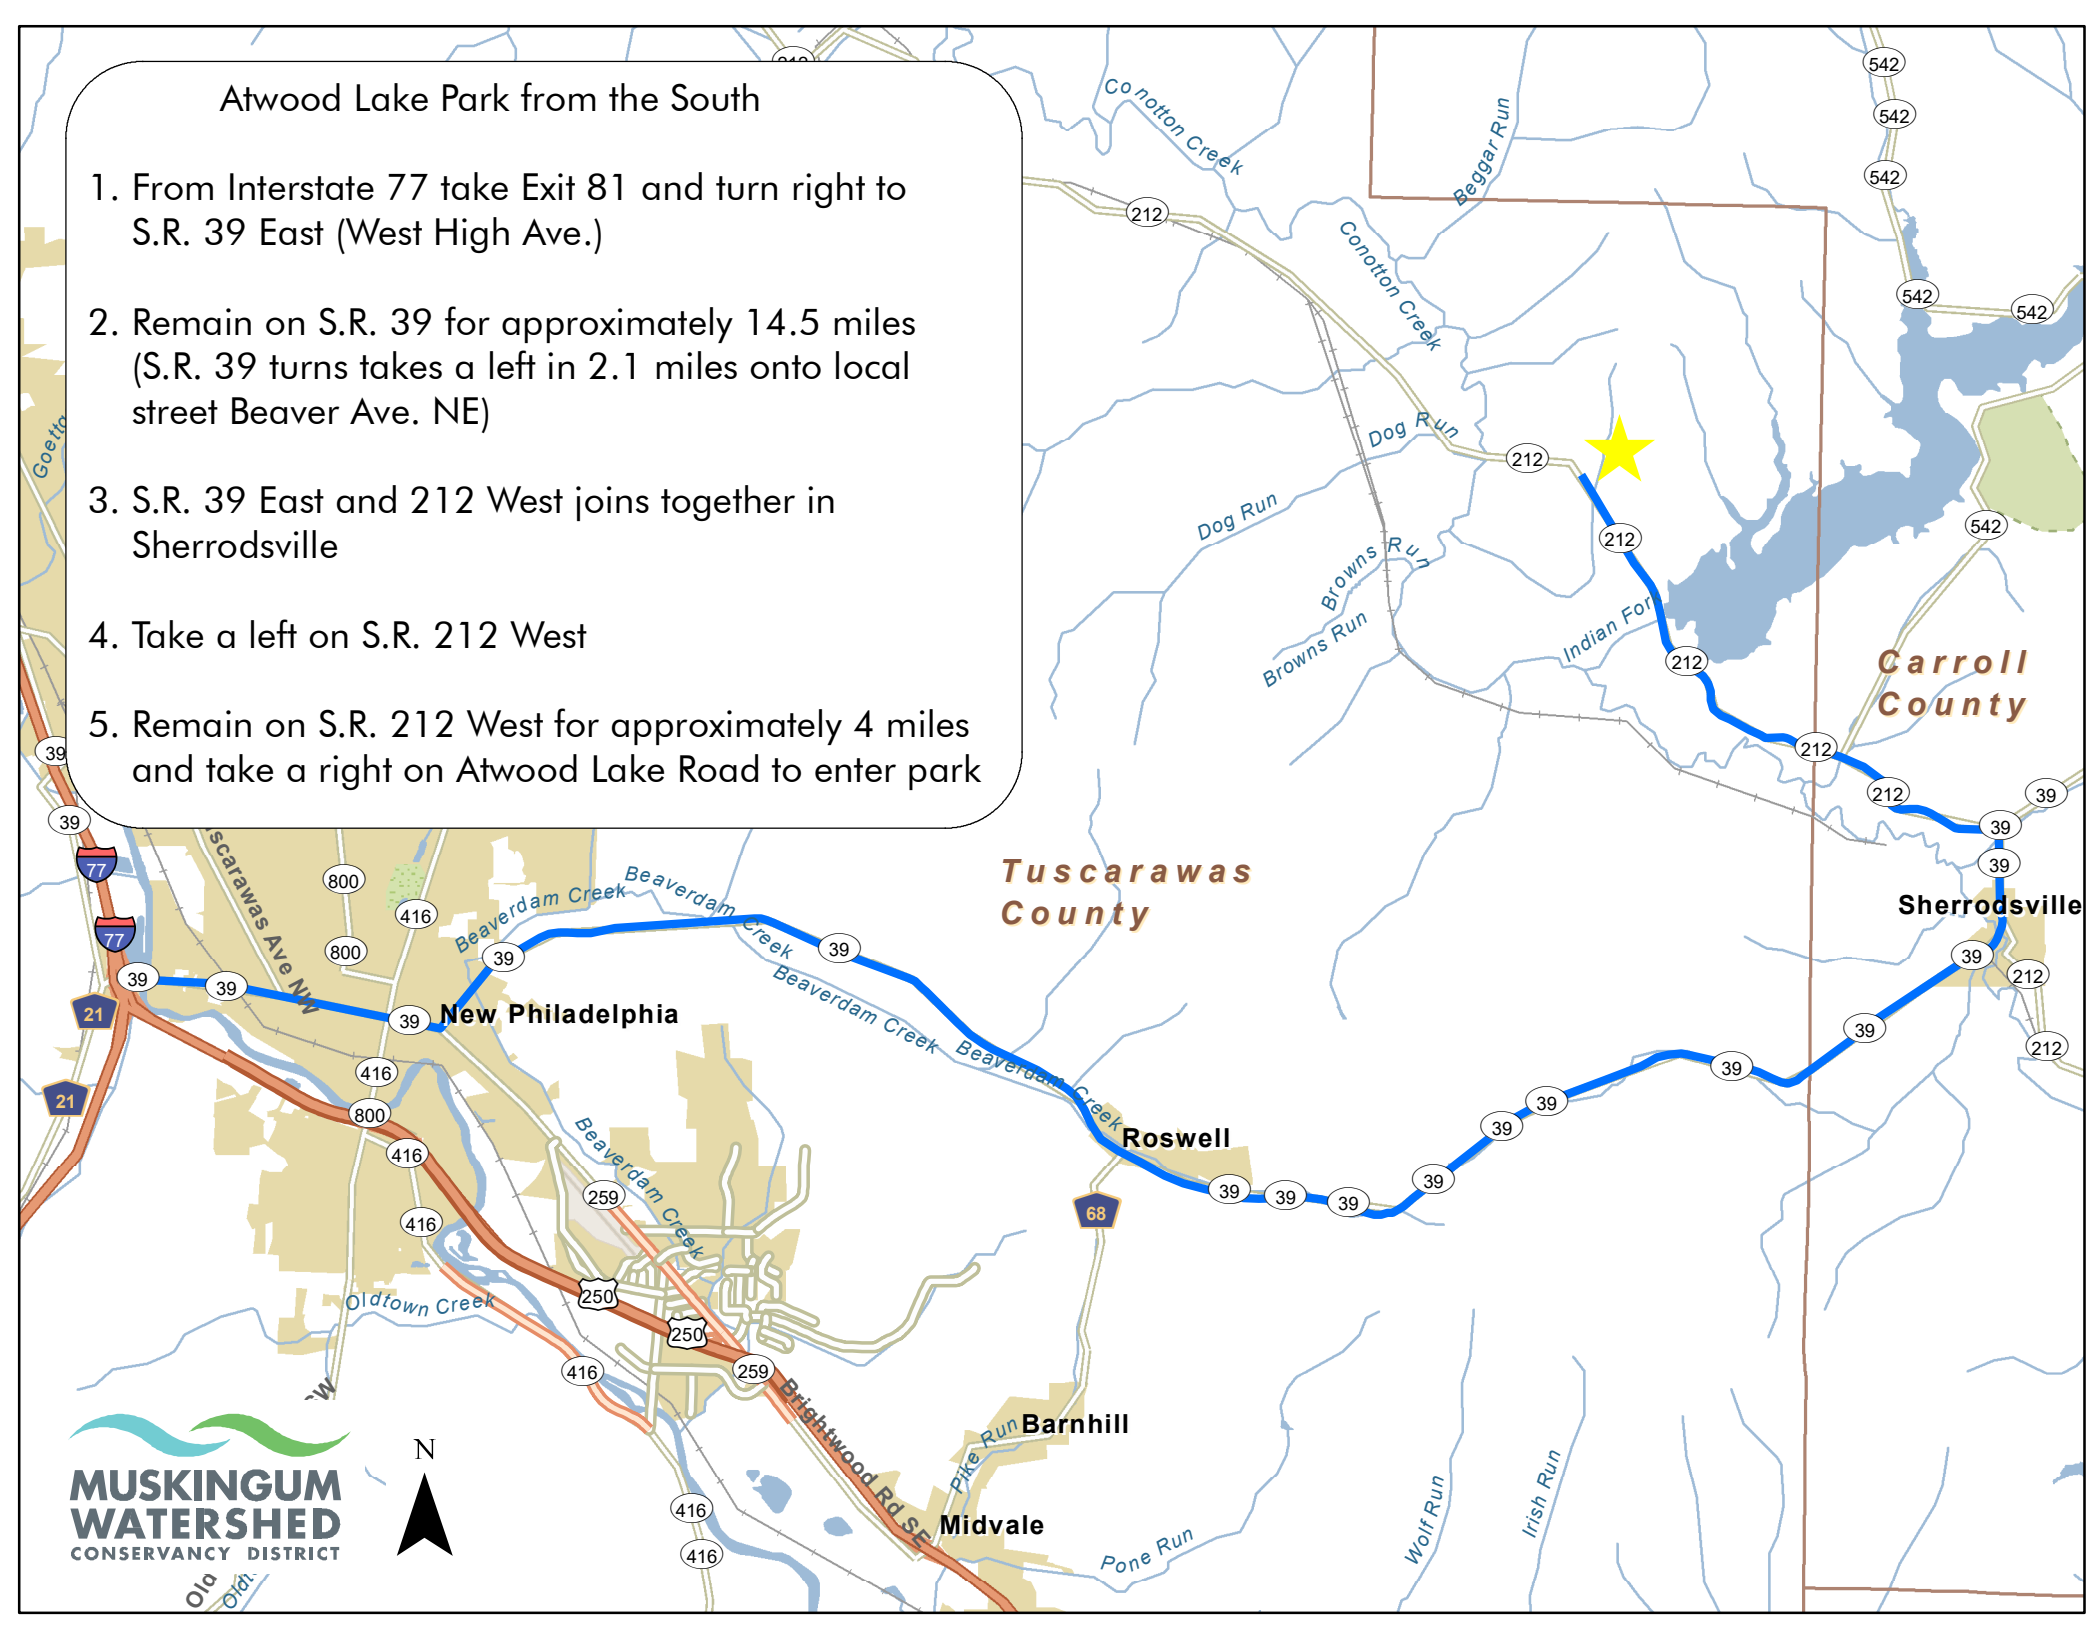 Atwood Lake Park from the South
1. From Interstate 77 take Exit 81 and turn right to
S.R. 39 East (West High Ave.)
2. Remain on S.R. 39 for approximately 14.5 miles
(S.R. 39 turns takes a left in 2.1 miles onto local
street Beaver Ave. NE)
3. S.R. 39 East and 212 West joins together in
Sherrodsville
4. Take a left on S.R. 212 West
5. Remain on S.R. 212 West for approximately 4 miles
and take a right on Atwood Lake Road to enter park
542
542
542
542
542
542
Conotton Creek
Beggar Run
212
Conotton Creek
Dog Run
212
Dog Run
212
Browns Run
Browns Run
Indian Fork
212
Carroll
County
212
212
39
39
39
Sherrodsville
39
212
212
39
39
39
39
39
39
39
39
39
Roswell
68
Tuscarawas
County
Beaverdam Creek
Beaverdam Creek
39
39
Beaverdam Creek
Beaverdam Creek
New Philadelphia
39
39
39
39
39
77
77
21
21
800
800
416
416
800
416
416
Beaverdam Creek
259
250
250
259
416
Oldtown Creek
SW
Brightwood Rd SE
Barnhill
Pike Run
Midvale
Pone Run
Wolf Run
Irish Run
416
416
N
MUSKINGUM
WATERSHED
CONSERVANCY DISTRICT
Old